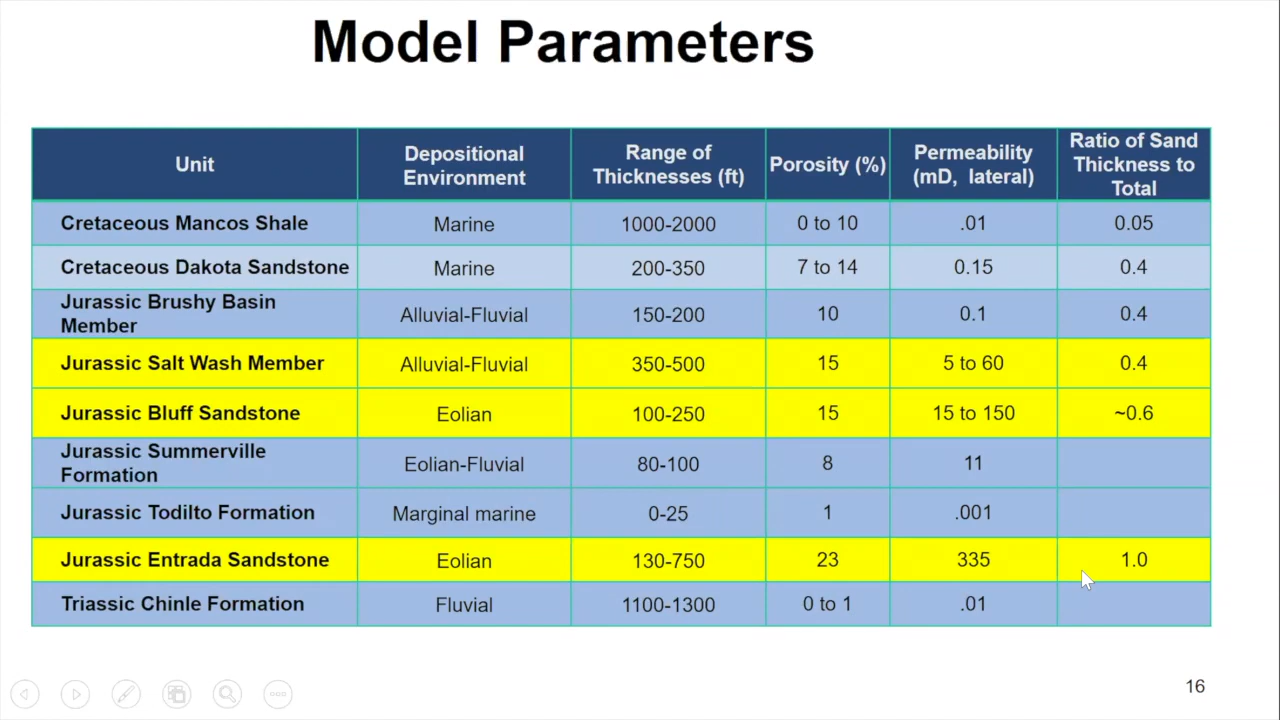 Model Parameters
Unit
Depositional
Environment
Range of
Thicknesses (ft)
Porosity (%)
Permeability
(mD, lateral)
Ratio of Sand
Thickness to
Total
Cretaceous Mancos Shale
Marine
1000-2000
0 to 10
.01
0.05
Cretaceous Dakota Sandstone
Marine
200-350
7 to 14
0.15
0.4
Jurassic Brushy Basin
Member
Alluvial-Fluvial
150-200
10
0.1
0.4
Jurassic Salt Wash Member
Alluvial-Fluvial
350-500
15
5 to 60
0.4
Jurassic Bluff Sandstone
Eolian
100-250
15
15 to 150
~0.6
Jurassic Summerville
Formation
Eolian-Fluvial
80-100
8
11
Jurassic Todilto Formation
Marginal marine
0-25
1
.001
Jurassic Entrada Sandstone
Eolian
130-750
23
335
1.0
Triassic Chinle Formation
Fluvial
1100-1300
0 to 1
.01
16